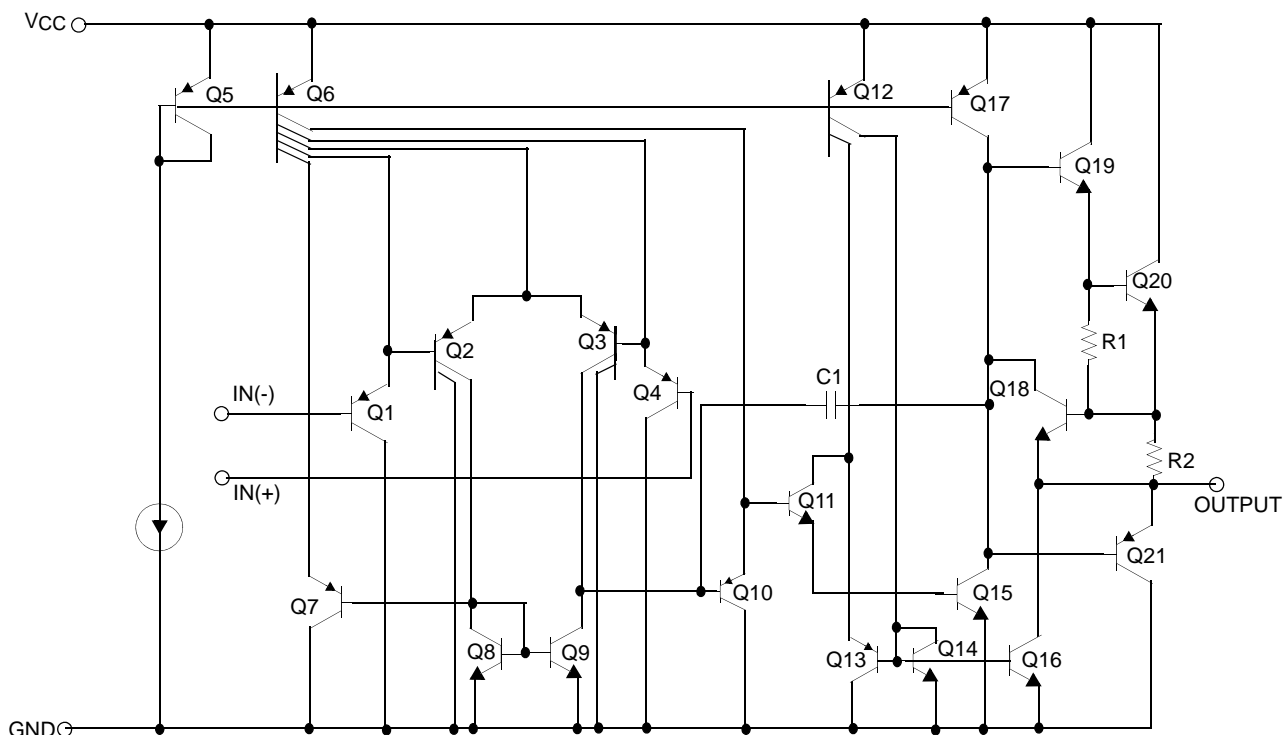 VCC
Q5
Q6
Q12
Q17
Q19
Q20
Q2
Q3
R1
Q4
C1
Q18
IN(-)
Q1
R2
IN(+)
Q11
OUTPUT
Q21
Q10
Q15
Q7
Q8
Q9
Q13
Q14
Q16
GND